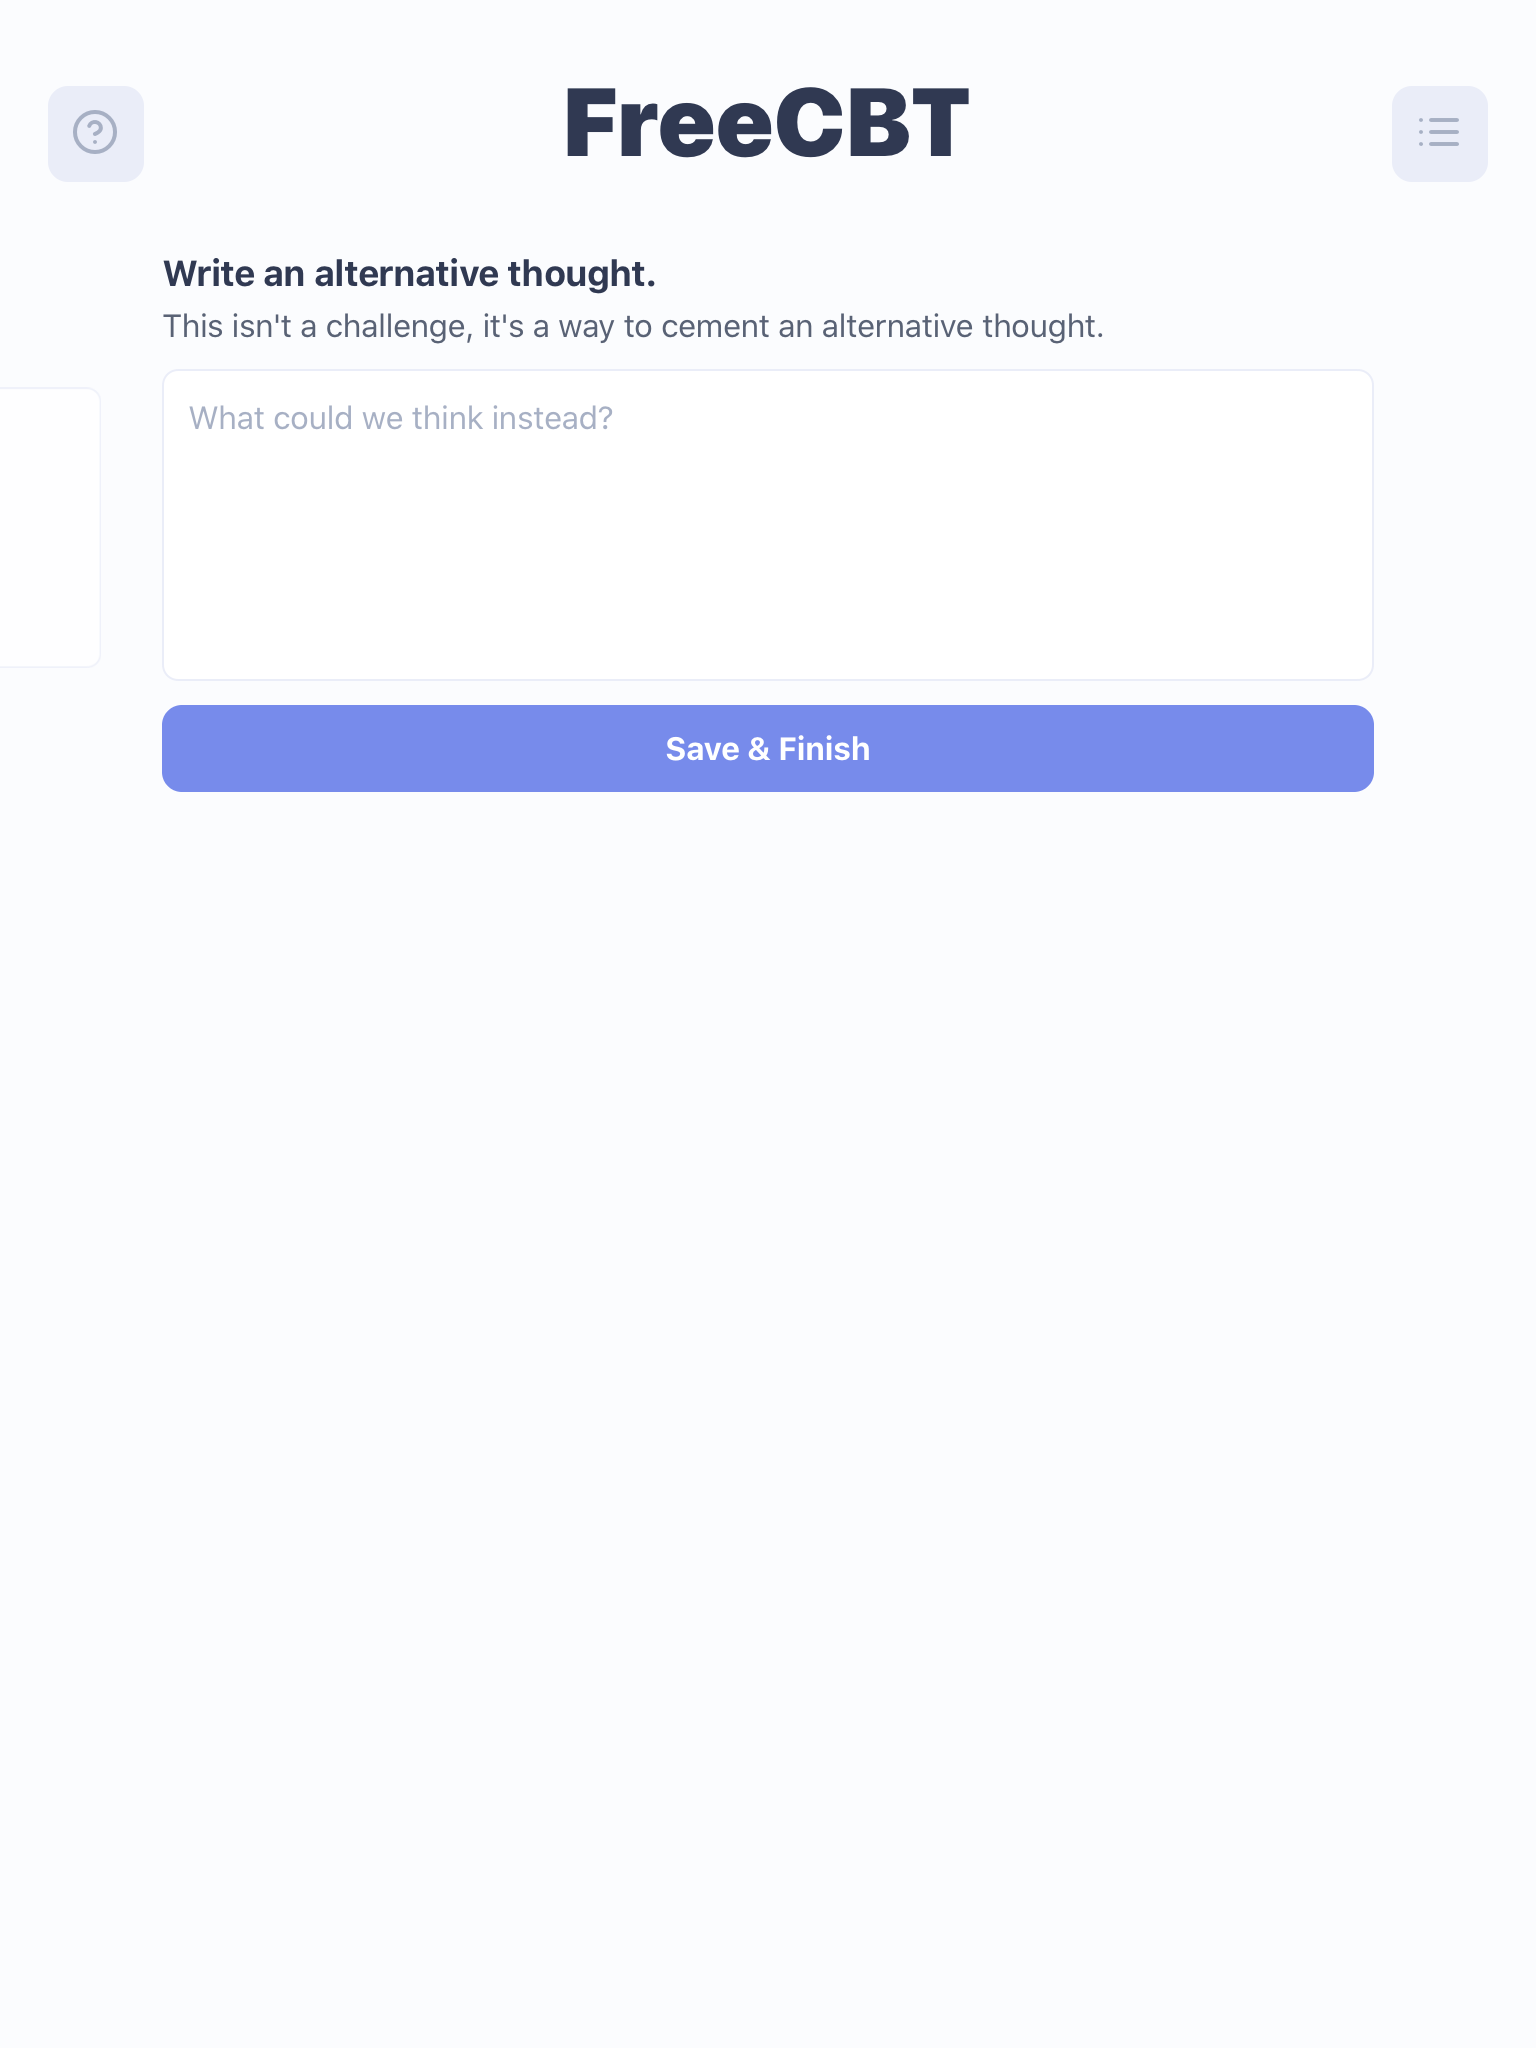 FreeCBT
Write an alternative thought.
This isn't a challenge, it's a way to cement an alternative thought.
What could we think instead?
Save & Finish